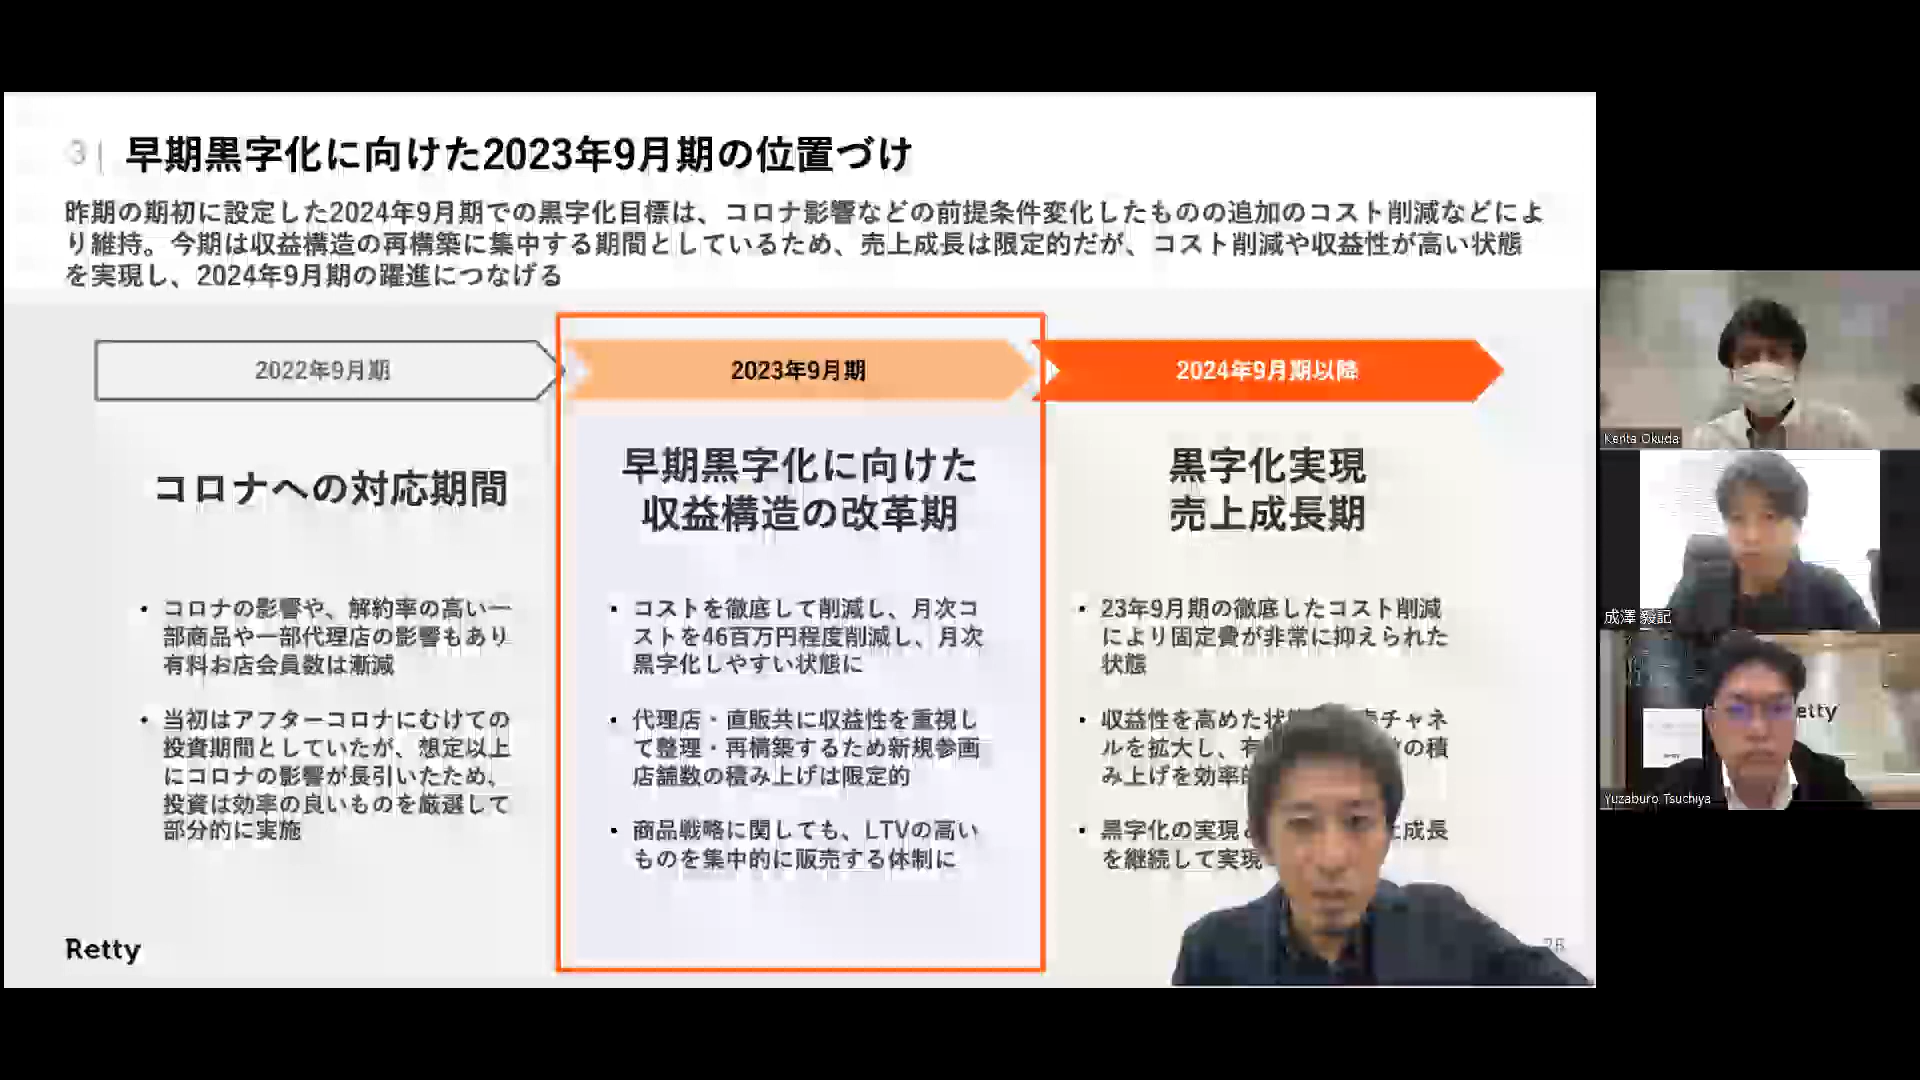 3 | 早期黒字化に向けた2023年9月期の位置づけ
昨期の期初に設定した2024年9月期での黒字化目標は、コロナ影響などの前提条件変化したものの追加のコスト削減などによ
り維持。今期は収益構造の再構築に集中する期間としているため、売上成長は限定的だが、コスト削減や収益性が高い状態
を実現し、2024年9月期の躍進につなげる
2022年9月期
コロナへの対応期間
• コロナの影響や、解約率の高い一
部商品や一部代理店の影響もあり
有料お店会員数は漸減
• 当初はアフターコロナにむけての
投資期間としていたが、想定以上
にコロナの影響が長引いたため、
投資は効率の良いものを厳選して
部分的に実施
2023年9月期
早期黒字化に向けた
収益構造の改革期
• コストを徹底して削減し、月次コ
ストを46百万円程度削減し、月次
黒字化しやすい状態に
• 代理店・直販共に収益性を重視し
て整理・再構築するため新規参画
店舗数の積み上げは限定的
• 商品戦略に関しても、LTVの高い
ものを集中的に販売する体制に
2024年9月期以降
黒字化実現
売上成長期
• 23年9月期の徹底したコスト削減
により固定費が非常に抑えられた
状態
• 収益性を高めた状 チャネ
ルを拡大し、有 の積
み上げを効率
• 黒字化の実現 成長
を継続して実現
Retty
Kenta Okuda
成澤 毅記
etty
Yuzaburo Tsuchiya